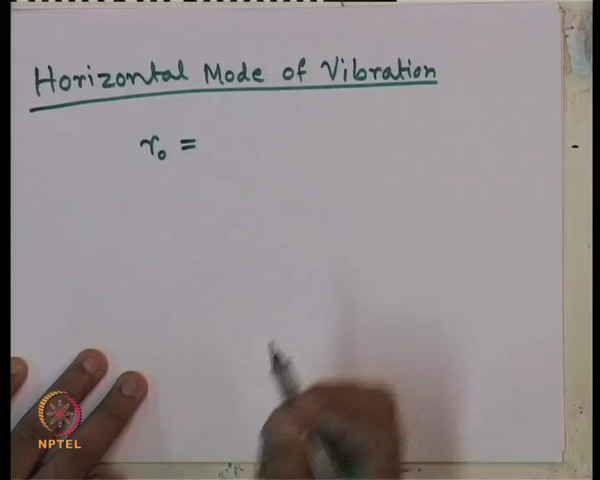 Horizontal Mode of Vibration
r₀ =
NPTEL